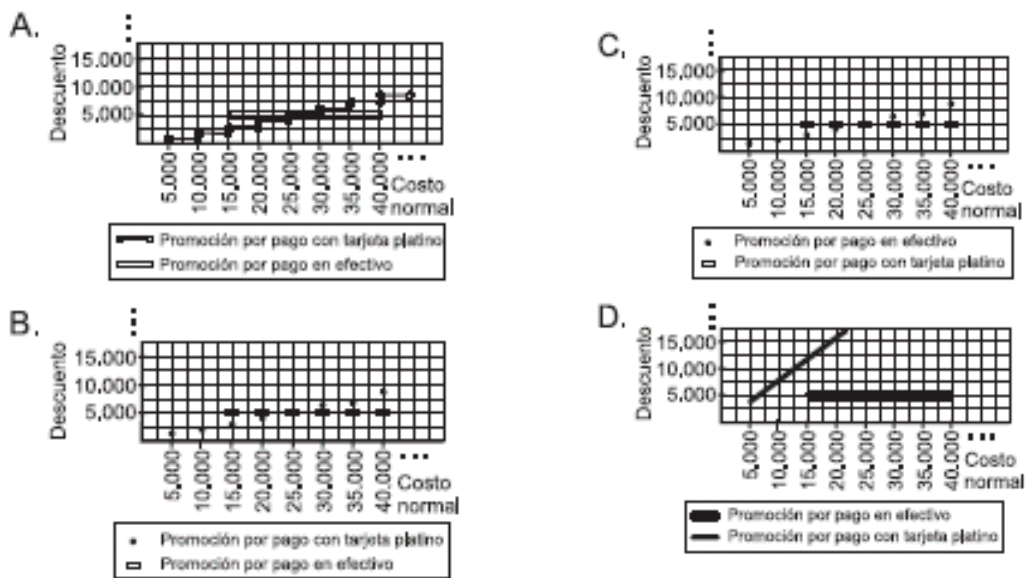 A.
Descuento
15.000
10.000
5.000
5.000
10.000
15.000
20.000
25.000
30.000
35.000
40.000
Costo
normal
Promoción por pago con tarjeta platino
Promoción por pago en efectivo
B.
Descuento
15.000
10.000
5.000
5.000
10.000
15.000
20.000
25.000
30.000
35.000
40.000
Costo
normal
Promoción por pago con tarjeta platino
Promoción por pago en efectivo
C.
Descuento
15.000
10.000
5.000
5.000
10.000
15.000
20.000
25.000
30.000
35.000
40.000
Costo
normal
Promoción por pago en efectivo
Promoción por pago con tarjeta platino
D.
Descuento
15.000
10.000
5.000
5.000
10.000
15.000
20.000
25.000
30.000
35.000
40.000
Costo
normal
Promoción por pago en efectivo
Promoción por pago con tarjeta platino